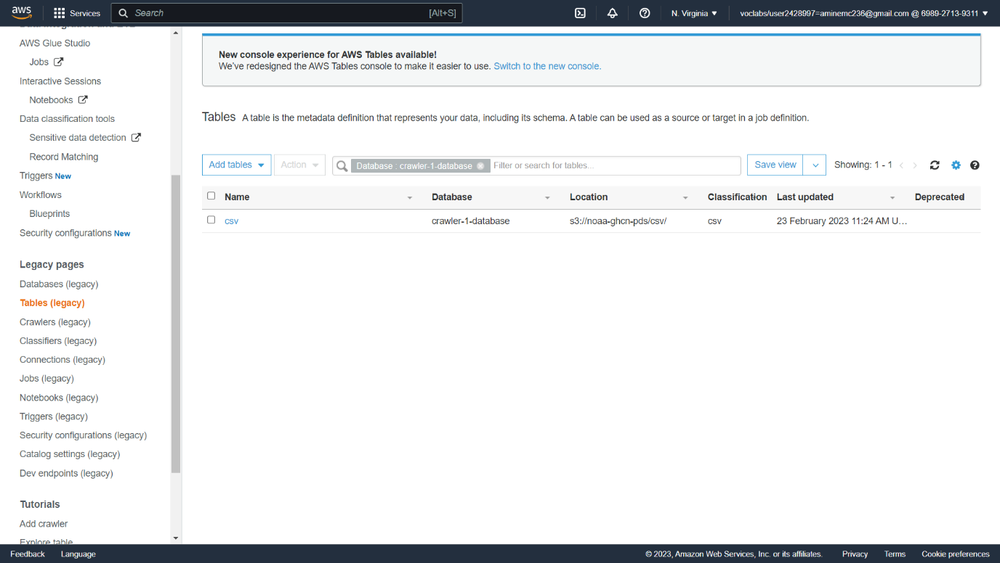 aws
Services
Search
[Alt+S]
N. Virginia
voclabs/user2428997=aminemc236@gmail.com @ 6989-2713-9311
AWS Glue Studio
Jobs
Interactive Sessions
Notebooks
Data classification tools
Sensitive data detection
Record Matching
Triggers New
Workflows
Blueprints
Security configurations New
Legacy pages
Databases (legacy)
Tables (legacy)
Crawlers (legacy)
Classifiers (legacy)
Connections (legacy)
Jobs (legacy)
Notebooks (legacy)
Triggers (legacy)
Security configurations (legacy)
Catalog settings (legacy)
Dev endpoints (legacy)
Tutorials
Add crawler
Explore table
New console experience for AWS Tables available!
We've redesigned the AWS Tables console to make it easier to use. Switch to the new console.
Tables A table is the metadata definition that represents your data, including its schema. A table can be used as a source or target in a job definition.
Add tables
Action
Database : crawler-1-database
Filter or search for tables...
Save view
Showing: 1 - 1
Name Database Location Classification Last updated Deprecated
csv crawler-1-database s3://noaa-ghcn-pds/csv/ csv 23 February 2023 11:24 AM U...
Feedback Language © 2023, Amazon Web Services, Inc. or its affiliates. Privacy Terms Cookie preferences